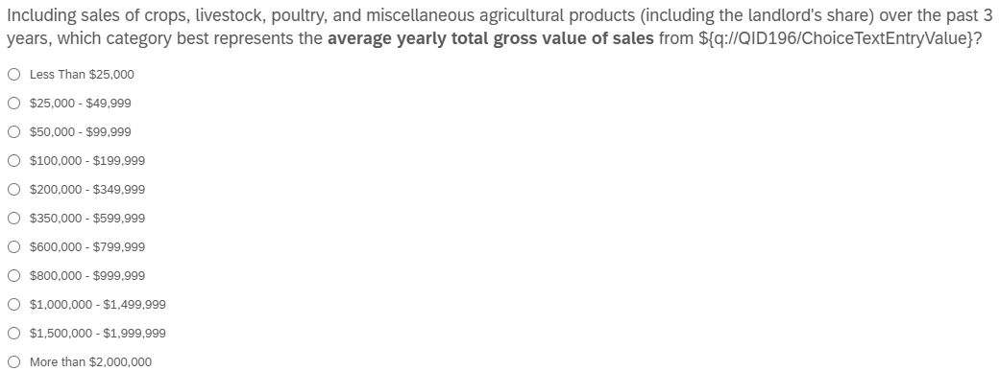 Including sales of crops, livestock, poultry, and miscellaneous agricultural products (including the landlord's share) over the past 3
years, which category best represents the average yearly total gross value of sales from ${q://QID196/ChoiceTextEntryValue}?
Less Than $25,000
$25,000 - $49,999
$50,000 - $99,999
$100,000 - $199,999
$200,000 - $349,999
$350,000 - $599,999
$600,000 - $799,999
$800,000 - $999,999
$1,000,000 - $1,499,999
$1,500,000 - $1,999,999
More than $2,000,000